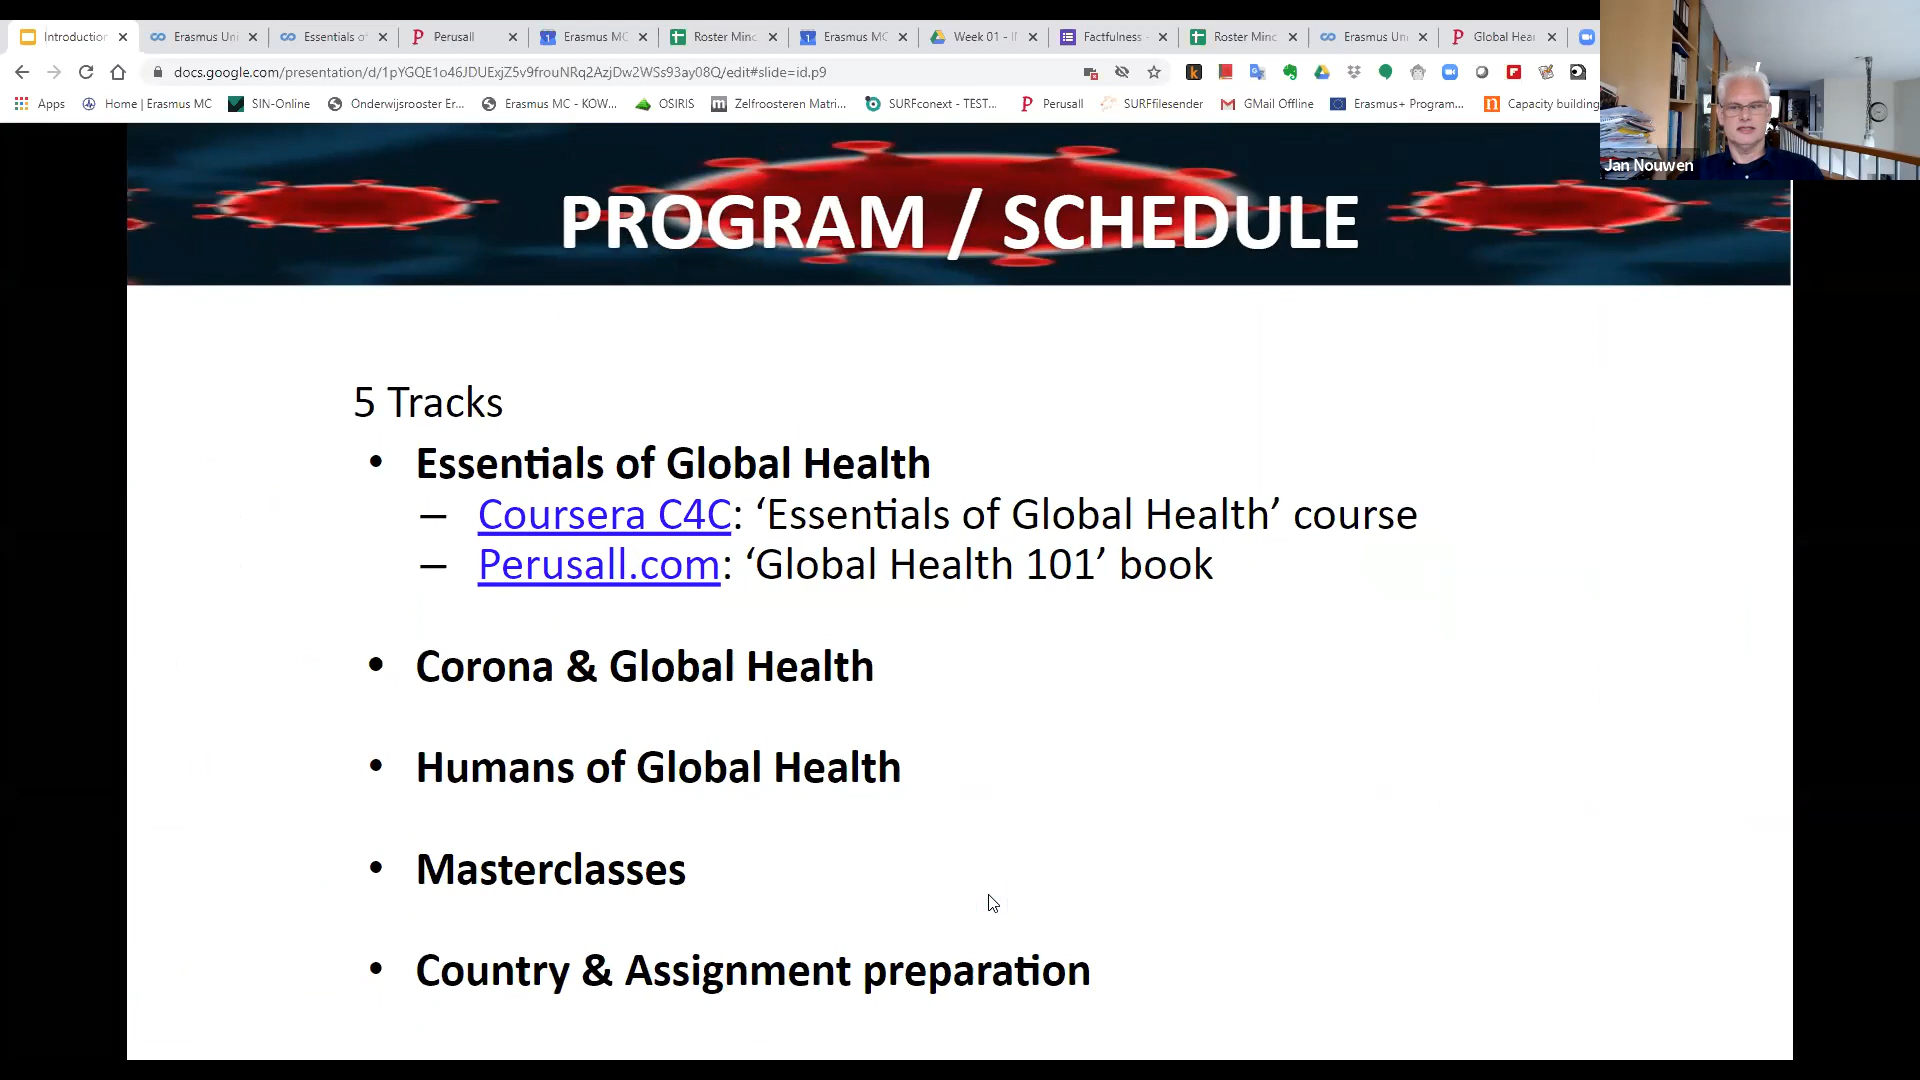 Introduction
Erasmus Uni
Essentials of
Perusall
Erasmus MC
Roster Minc
Erasmus MC
Week 01 - I
Factfulness -
Roster Minc
Erasmus Uni
Global Heal
docs.google.com/presentation/d/1pYGQE1o46JDUExjZ5v9frouNRq2AzjDw2WSs93ay08Q/edit#slide=id.p9
Apps
Home | Erasmus MC
SIN-Online
Onderwijsrooster Er...
Erasmus MC - KOW...
OSIRIS
Zelfroosteren Matri...
SURFconext - TEST...
Perusall
SURFfilesender
GMail Offline
Erasmus+ Program...
Capacity building
Jan Nouwen
PROGRAM / SCHEDULE
5 Tracks
• Essentials of Global Health
– Coursera C4C: ‘Essentials of Global Health’ course
– Perusall.com: ‘Global Health 101’ book
• Corona & Global Health
• Humans of Global Health
• Masterclasses
• Country & Assignment preparation